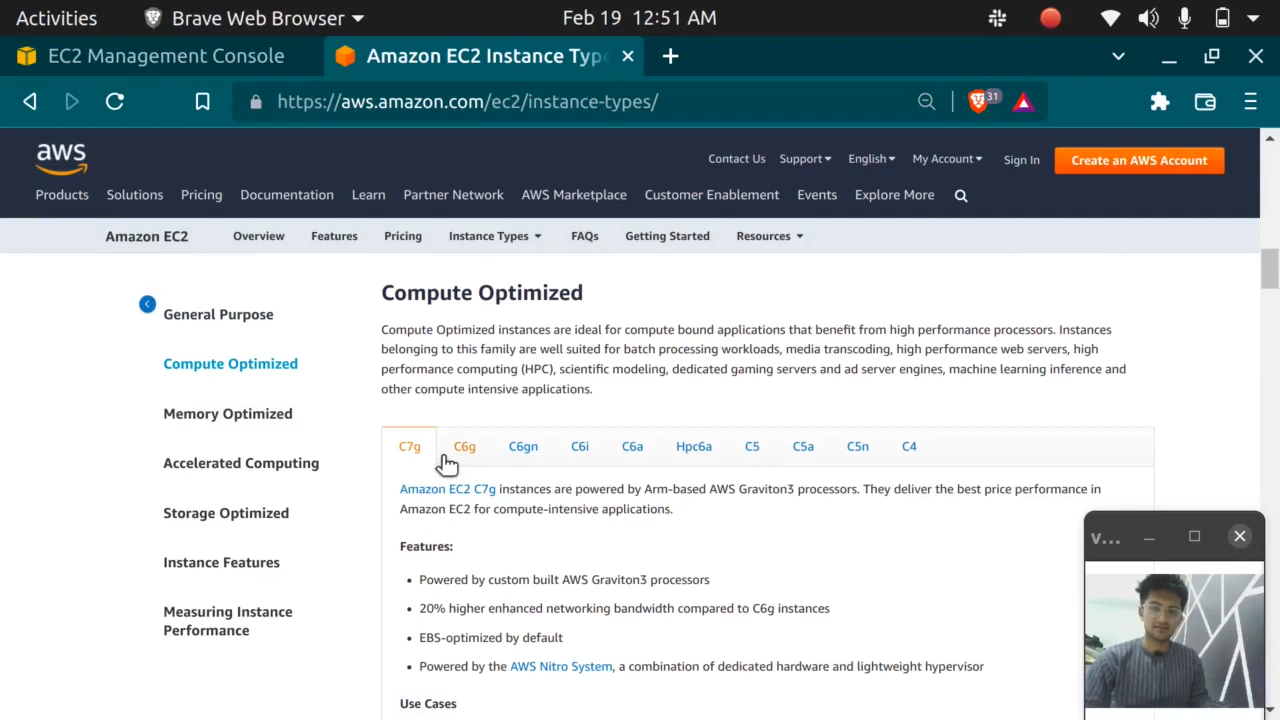 Activities
Brave Web Browser
Feb 19 12:51 AM
EC2 Management Console
Amazon EC2 Instance Typ
31
https://aws.amazon.com/ec2/instance-types/
aws
Contact Us
Support
English
My Account
Sign In
Create an AWS Account
Products
Solutions
Pricing
Documentation
Learn
Partner Network
AWS Marketplace
Customer Enablement
Events
Explore More
Amazon EC2
Overview
Features
Pricing
Instance Types
FAQs
Getting Started
Resources
General Purpose
Compute Optimized
Memory Optimized
Accelerated Computing
Storage Optimized
Instance Features
Measuring Instance
Performance
Compute Optimized
Compute Optimized instances are ideal for compute bound applications that benefit from high performance processors. Instances
belonging to this family are well suited for batch processing workloads, media transcoding, high performance web servers, high
performance computing (HPC), scientific modeling, dedicated gaming servers and ad server engines, machine learning inference and
other compute intensive applications.
C7g
C6g
C6gn
C6i
C6a
Hpc6a
C5
C5a
C5n
C4
Amazon EC2 C7g instances are powered by Arm-based AWS Graviton3 processors. They deliver the best price performance in
Amazon EC2 for compute-intensive applications.
Features:
• Powered by custom built AWS Graviton3 processors
• 20% higher enhanced networking bandwidth compared to C6g instances
• EBS-optimized by default
• Powered by the AWS Nitro System, a combination of dedicated hardware and lightweight hypervisor
Use Cases
v...